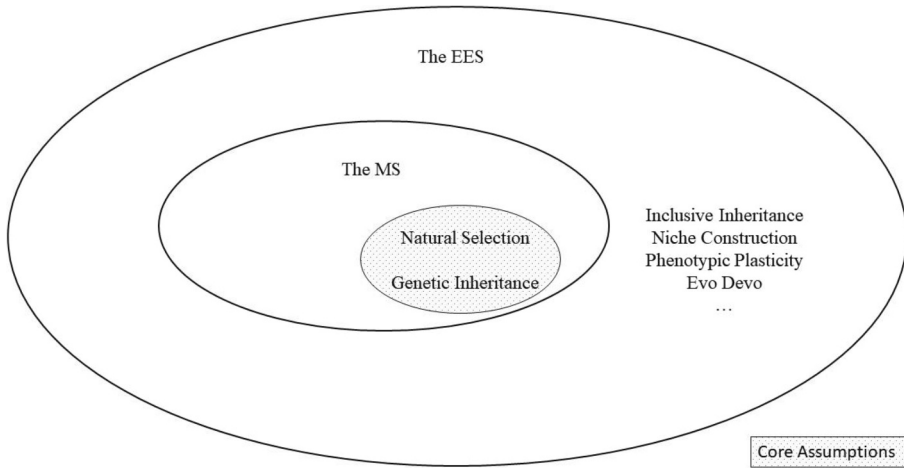 The EES
The MS
Natural Selection
Genetic Inheritance
Inclusive Inheritance
Niche Construction
Phenotypic Plasticity
Evo Devo
…
Core Assumptions